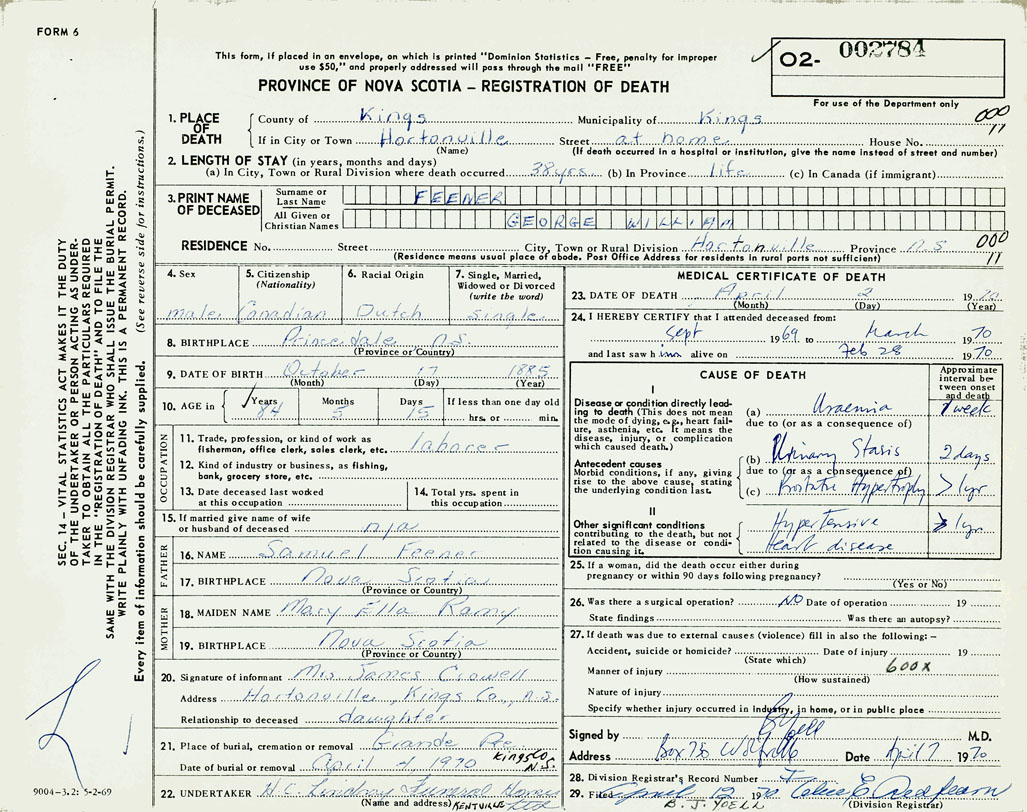 FORM 6
This form, if placed in an envelope, on which is printed "Dominion Statistics – Free, penalty for improper
use $50," and properly addressed will pass through the mail "FREE"
O2- 002784
For use of the Department only
PROVINCE OF NOVA SCOTIA – REGISTRATION OF DEATH
1. PLACE OF DEATH
County of Kings Municipality of Kings
000
11
If in City or Town Hortonville Street at home House No.
(Name) (If death occurred in a hospital or institution, give the name instead of street and number)
2. LENGTH OF STAY (in years, months and days)
(a) In City, Town or Rural Division where death occurred 38 yrs (b) In Province life (c) In Canada (if immigrant)
3. PRINT NAME OF DECEASED
Surname or Last Name FEENER
All Given or Christian Names GEORGE WILLIAM
RESIDENCE No. Street City, Town or Rural Division Hortonville Province N.S
000
11
(Residence means usual place of abode. Post Office Address for residents in rural parts not sufficient)
4. Sex male
5. Citizenship (Nationality) Canadian
6. Racial Origin Dutch
7. Single, Married, Widowed or Divorced (write the word) single
8. BIRTHPLACE Princedale N.S.
(Province or Country)
9. DATE OF BIRTH October 17 1885
(Month) (Day) (Year)
10. AGE in Years 84 Months 5 Days 15 If less than one day old
hrs. or min.
OCCUPATION
11. Trade, profession, or kind of work as
fisherman, office clerk, sales clerk, etc. laborer
12. Kind of industry or business, as fishing,
bank, grocery store, etc.
13. Date deceased last worked
at this occupation
14. Total yrs. spent in
this occupation
15. If married give name of wife
or husband of deceased n/a
FATHER
16. NAME Samuel Feener
17. BIRTHPLACE Nova Scotia
(Province or Country)
MOTHER
18. MAIDEN NAME Mary Ella Ramy
19. BIRTHPLACE Nova Scotia
(Province or Country)
20. Signature of informant Mrs James Crowell
Address Hortonville, Kings Co., N.S.
Relationship to deceased daughter
21. Place of burial, cremation or removal Grande Pre
Kings Co N.S.
Date of burial or removal April 4 1970
22. UNDERTAKER W C Lindsay Funeral Home Ltd
(Name and address) KENTVILLE
MEDICAL CERTIFICATE OF DEATH
23. DATE OF DEATH April 2 1970
(Month) (Day) (Year)
24. I HEREBY CERTIFY that I attended deceased from:
Sept 1969 to March 1970
and last saw him alive on Feb 28 1970
CAUSE OF DEATH
Approximate interval between onset and death
I
Disease or condition directly leading to death (This does not mean the mode of dying, e.g., heart failure, asthenia, etc. It means the disease, injury, or complication which caused death.)
(a) Uraemia 1 week
due to (or as a consequence of)
Antecedent causes
Morbid conditions, if any, giving rise to the above cause, stating the underlying condition last.
(b) Urinary Stasis 2 days
due to (or as a consequence of)
(c) Prostatic Hypertrophy > 1 yr
II
Other significant conditions contributing to the death, but not related to the disease or condition causing it.
Hypertensive > 1 yr
Heart disease
25. If a woman, did the death occur either during
pregnancy or within 90 days following pregnancy?
(Yes or No)
26. Was there a surgical operation? NO Date of operation 19
State findings Was there an autopsy?
27. If death was due to external causes (violence) fill in also the following: –
Accident, suicide or homicide? Date of injury 19
(State which)
600X
Manner of injury
(How sustained)
Nature of injury
Specify whether injury occurred in industry, in home, or in public place
Signed by M.D.
Address Box 758 Wolfville Date April 7 1970
28. Division Registrar's Record Number
29. Filed 19 70
B. J. YOELL (Division Registrar)
SEC. 14 – VITAL STATISTICS ACT MAKES IT THE DUTY
OF THE UNDERTAKER OR PERSON ACTING AS UNDER-
TAKER TO OBTAIN ALL THE PARTICULARS REQUIRED
IN THE "REGISTRATION OF DEATH" AND TO FILE THE
SAME WITH THE DIVISION REGISTRAR WHO SHALL ISSUE THE BURIAL PERMIT.
WRITE PLAINLY WITH UNFADING INK. THIS IS A PERMANENT RECORD.
Every item of information should be carefully supplied. (See reverse side for instructions.)
9004-3.2: 5-2-69